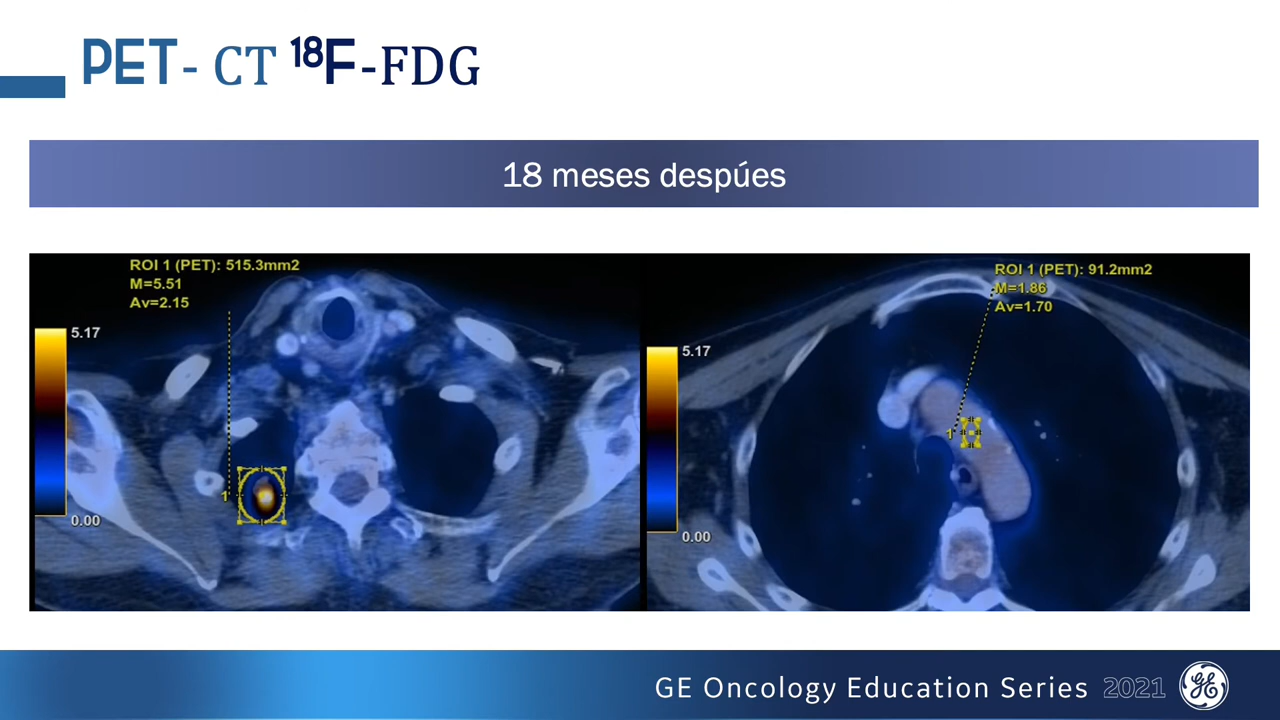 PET- CT ¹⁸F-FDG
18 meses despúes
ROI 1 (PET): 515.3mm2
M=5.51
Av=2.15
5.17
1
0.00
ROI 1 (PET): 91.2mm2
M=1.86
Av=1.70
5.17
1
0.00
GE Oncology Education Series 2021
GE